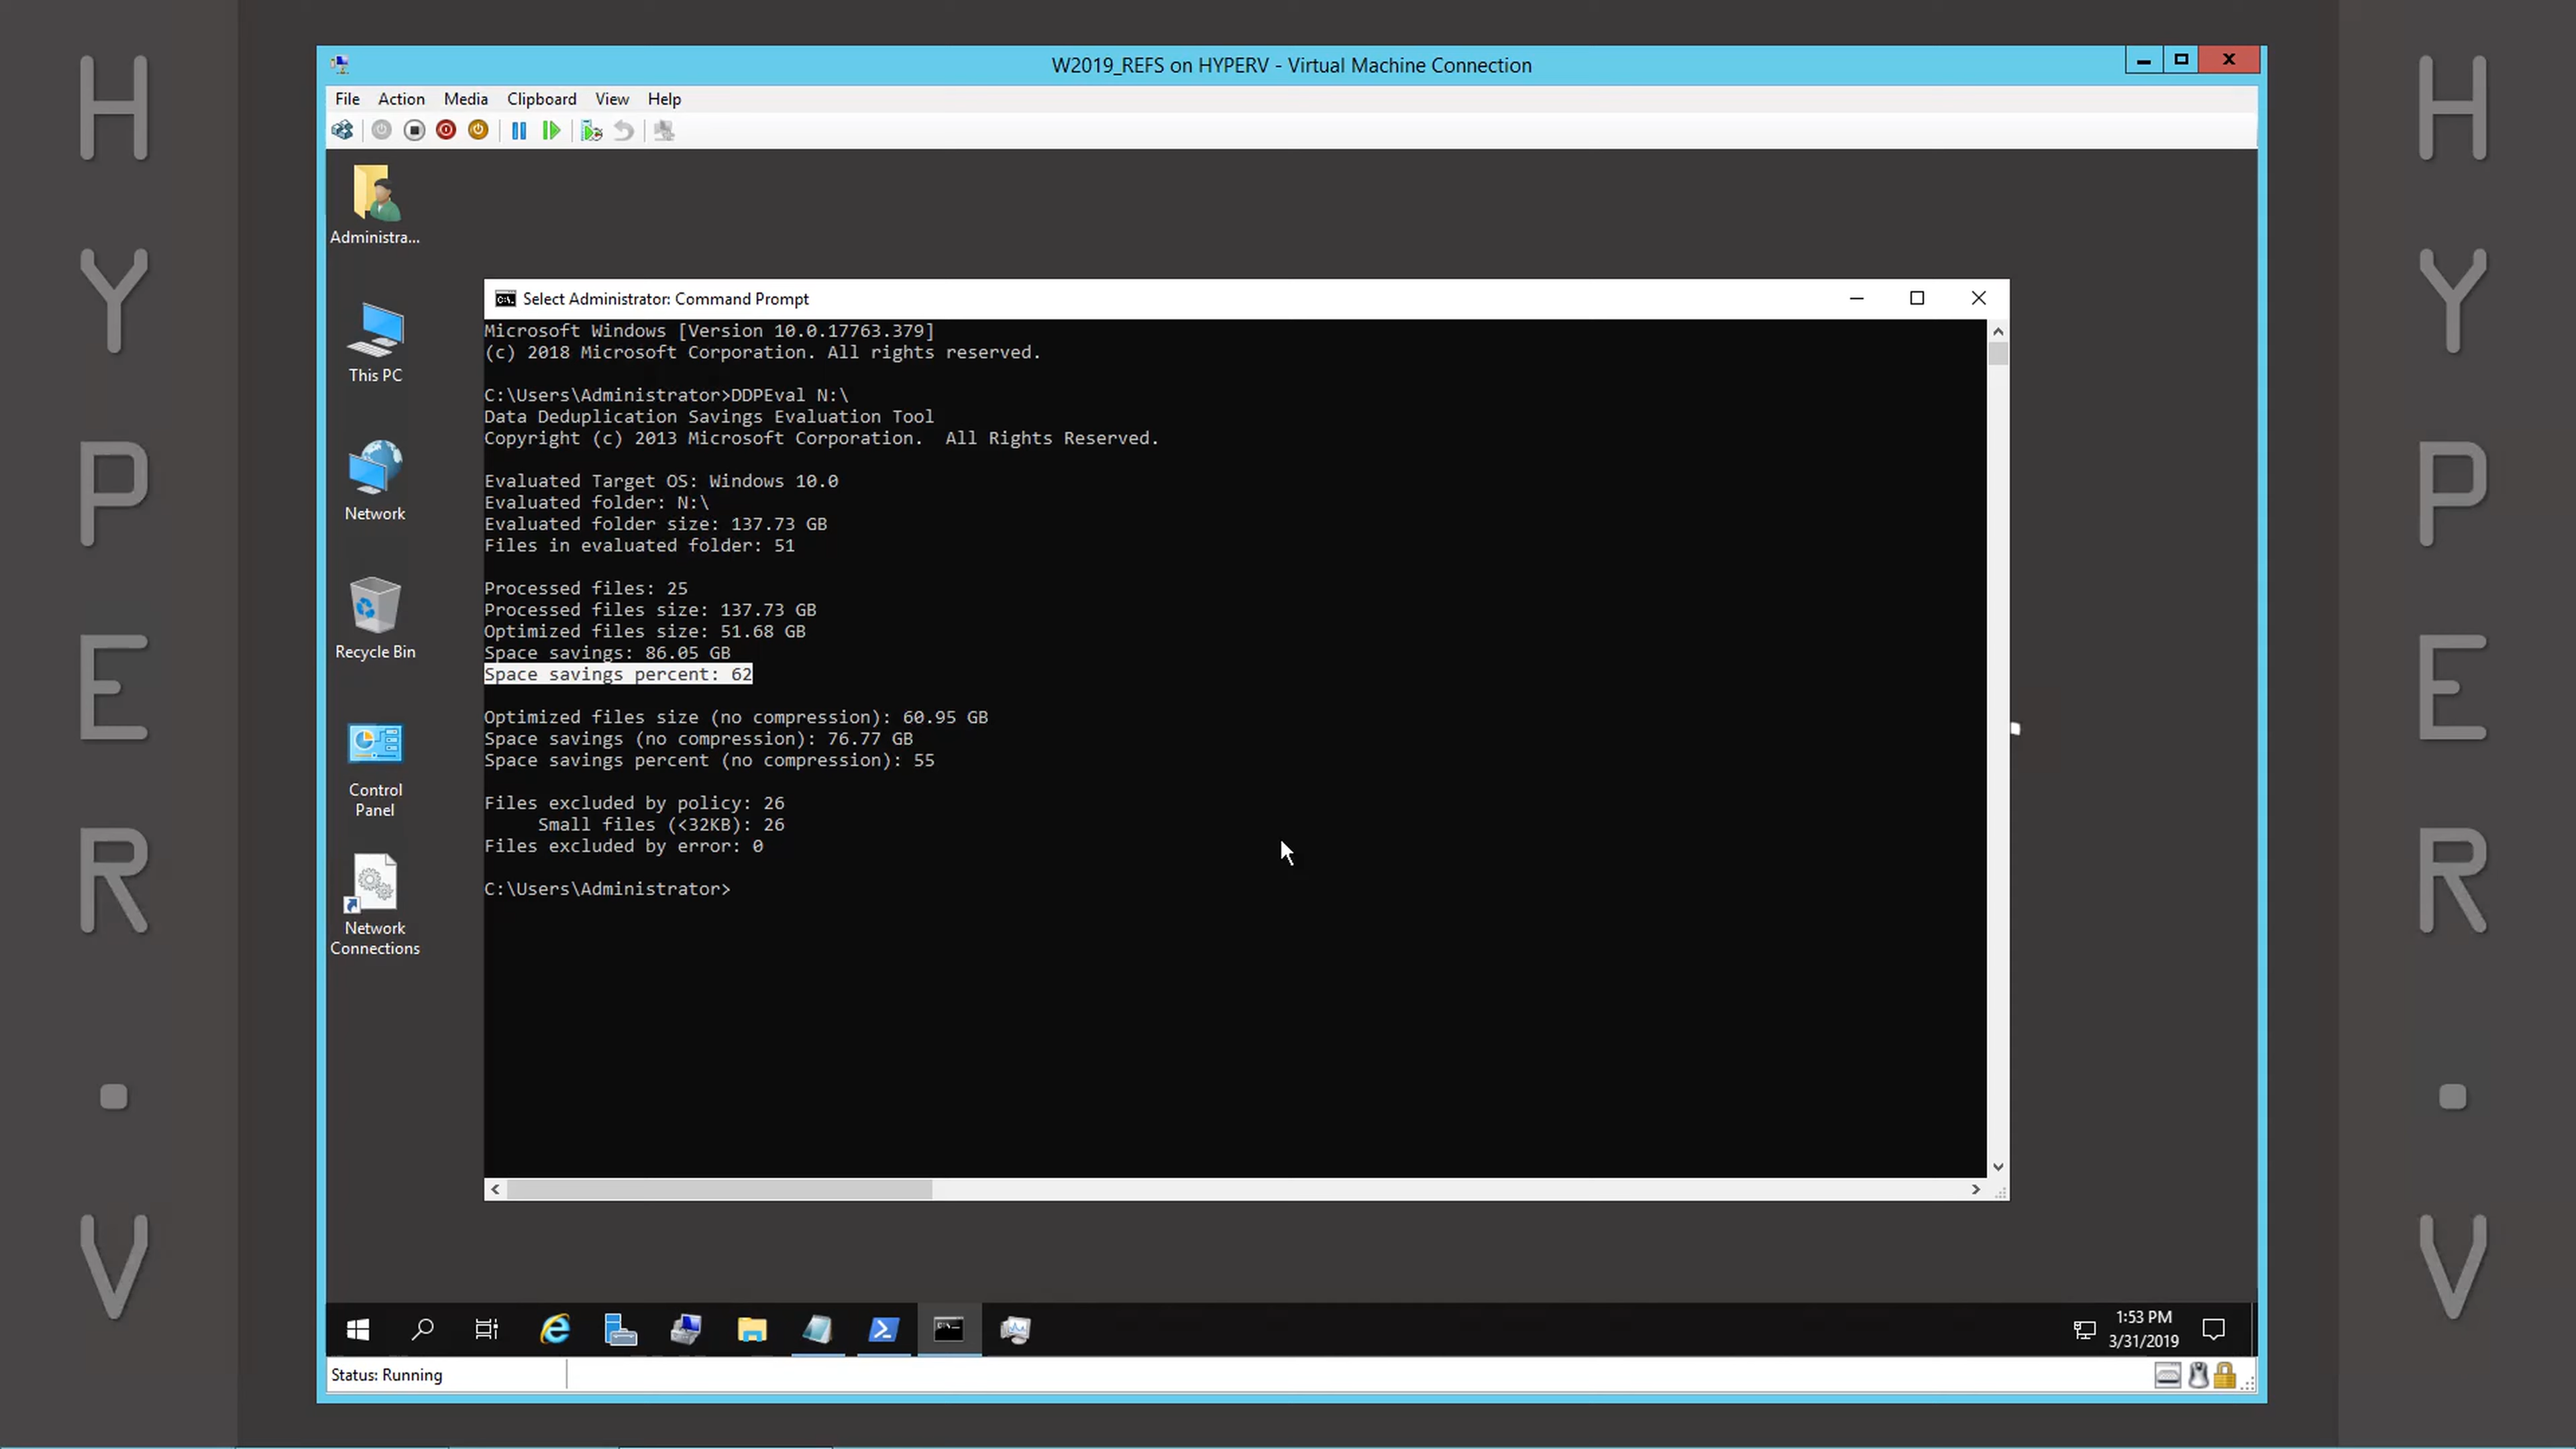 HYPER·V
W2019_REFS on HYPERV - Virtual Machine Connection
File Action Media Clipboard View Help
Administra...
This PC
Network
Recycle Bin
Control
Panel
Network
Connections
Select Administrator: Command Prompt
Microsoft Windows [Version 10.0.17763.379]
(c) 2018 Microsoft Corporation. All rights reserved.
C:\Users\Administrator>DDPEval N:\
Data Deduplication Savings Evaluation Tool
Copyright (c) 2013 Microsoft Corporation.  All Rights Reserved.
Evaluated Target OS: Windows 10.0
Evaluated folder: N:\
Evaluated folder size: 137.73 GB
Files in evaluated folder: 51
Processed files: 25
Processed files size: 137.73 GB
Optimized files size: 51.68 GB
Space savings: 86.05 GB
Space savings percent: 62
Optimized files size (no compression): 60.95 GB
Space savings (no compression): 76.77 GB
Space savings percent (no compression): 55
Files excluded by policy: 26
Small files (<32KB): 26
Files excluded by error: 0
C:\Users\Administrator>
1:53 PM
3/31/2019
Status: Running
HYPER·V